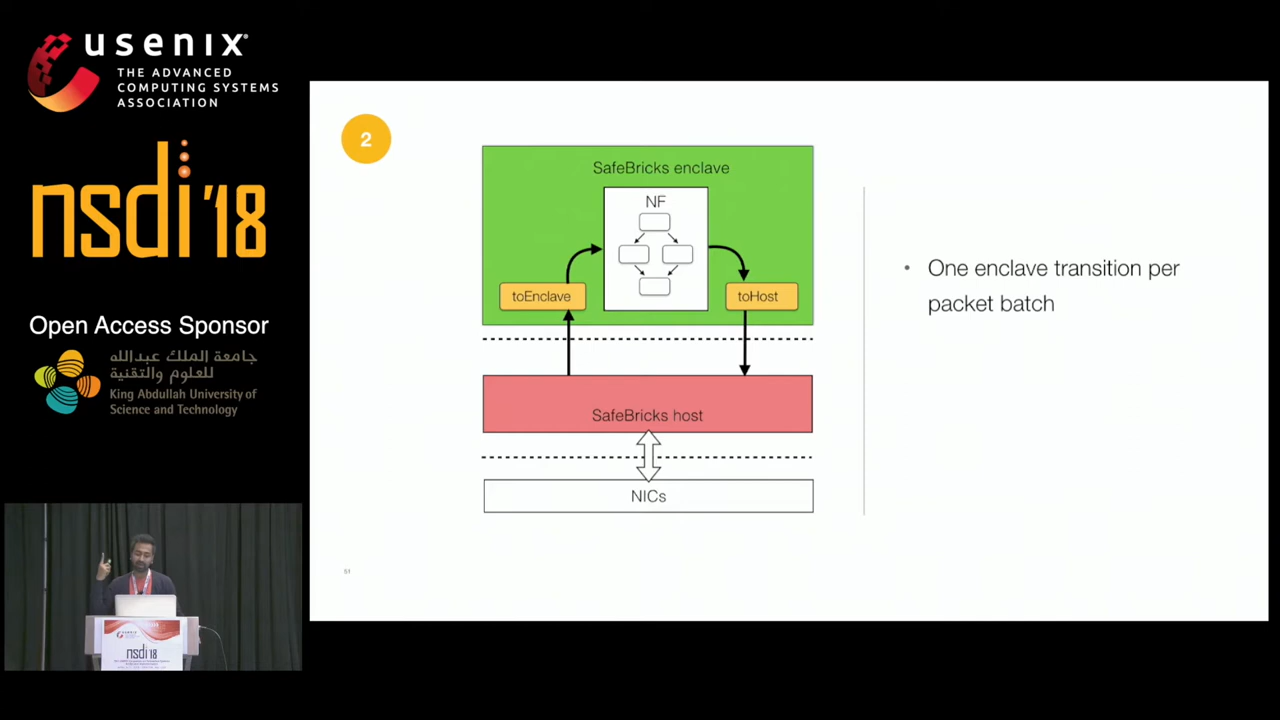 usenix
THE ADVANCED
COMPUTING SYSTEMS
ASSOCIATION
nsdi '18
Open Access Sponsor
جامعة الملك عبدالله
للعلوم والتقنية
King Abdullah University of
Science and Technology
2
SafeBricks enclave
NF
toEnclave
toHost
SafeBricks host
NICs
One enclave transition per
packet batch
51
usenix
nsdi '18